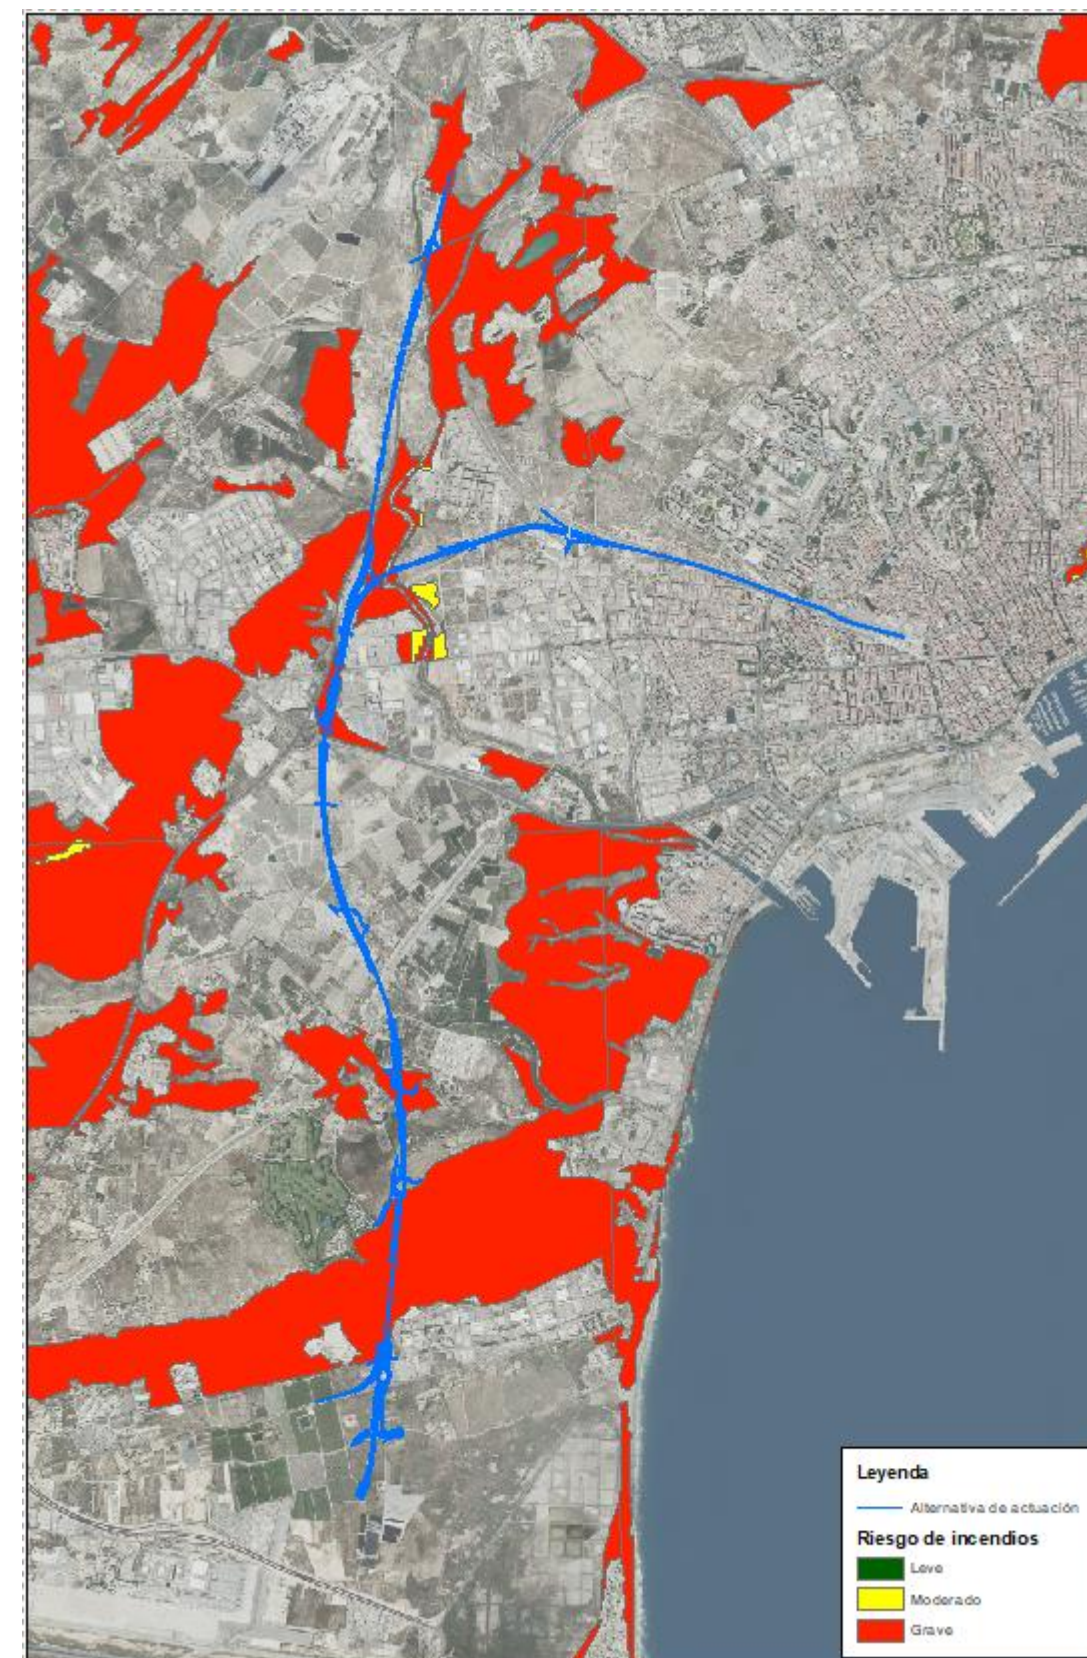 Leyenda
Alternativa de actuación
Riesgo de incendios
Leve
Moderado
Grave